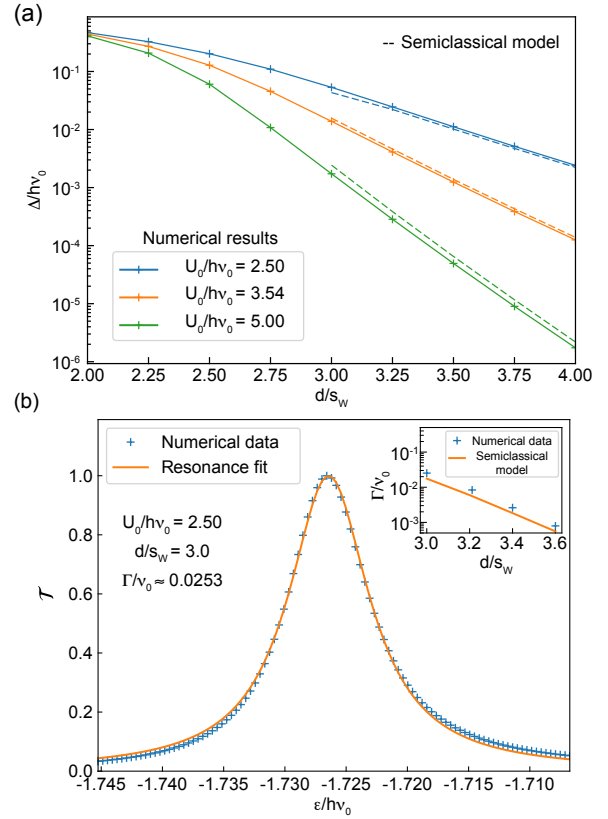 (a)
-- Semiclassical model
10⁻¹
10⁻²
10⁻³
10⁻⁴
10⁻⁵
10⁻⁶
Δ/hν₀
Numerical results
U₀/hν₀ = 2.50
U₀/hν₀ = 3.54
U₀/hν₀ = 5.00
2.00 2.25 2.50 2.75 3.00 3.25 3.50 3.75 4.00
d/s_W
(b)
Numerical data
Resonance fit
U₀/hν₀ = 2.50
d/s_W = 3.0
Γ/ν₀ ≈ 0.0253
1.0
0.8
0.6
0.4
0.2
0.0
𝒯
-1.745 -1.740 -1.735 -1.730 -1.725 -1.720 -1.715 -1.710
ε/hν₀
Numerical data
Semiclassical
model
10⁻¹
10⁻²
10⁻³
Γ/ν₀
3.0 3.2 3.4 3.6
d/s_W